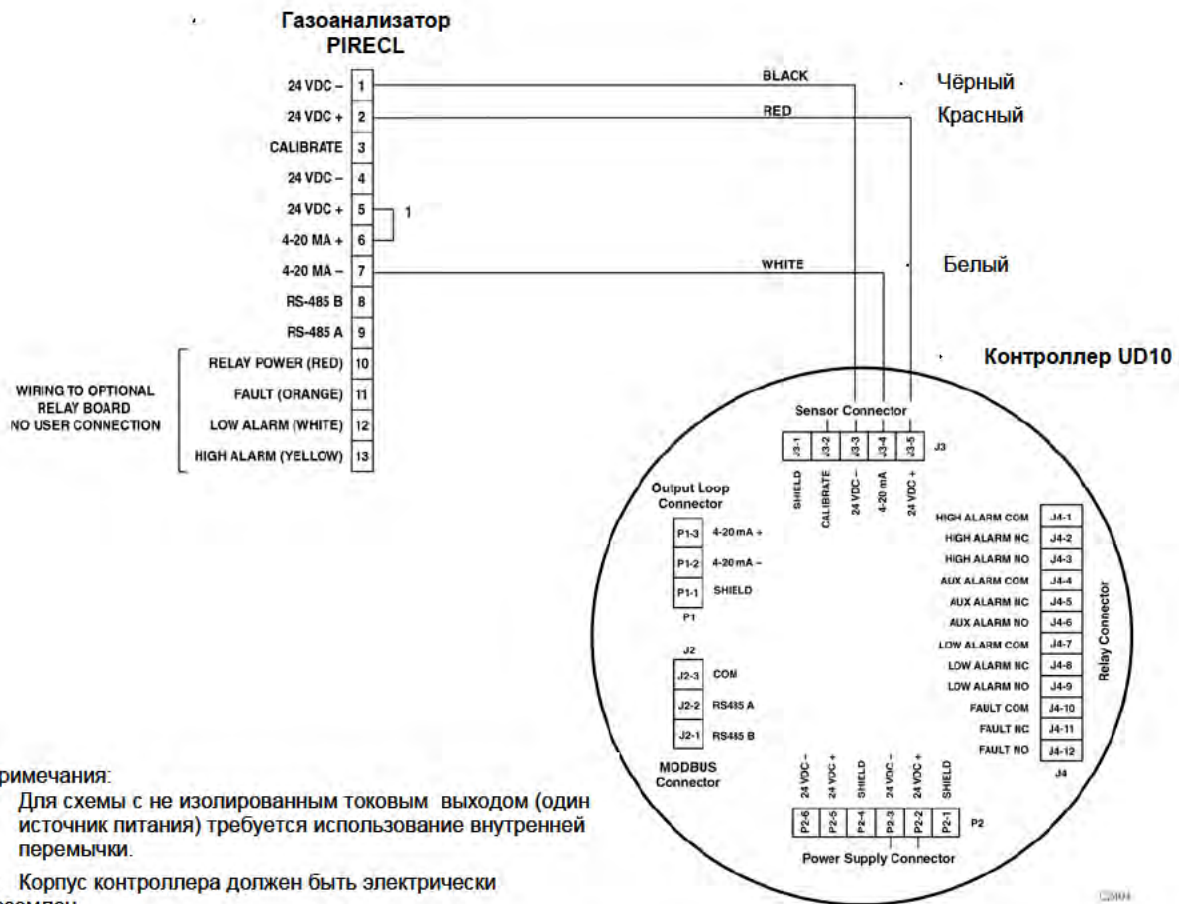 Газоанализатор
PIRECL
24 VDC – 1
24 VDC + 2
CALIBRATE 3
24 VDC – 4
24 VDC + 5
4-20 MA + 6
4-20 MA – 7
RS-485 B 8
RS-485 A 9
RELAY POWER (RED) 10
FAULT (ORANGE) 11
LOW ALARM (WHITE) 12
HIGH ALARM (YELLOW) 13
1
WIRING TO OPTIONAL
RELAY BOARD
NO USER CONNECTION
BLACK
Чёрный
RED
Красный
WHITE
Белый
Контроллер UD10
Sensor Connector
J3-1 J3-2 J3-3 J3-4 J3-5 J3
SHIELD CALIBRATE 24 VDC – 4-20 mA 24 VDC +
Output Loop
Connector
P1-3 4-20 mA +
P1-2 4-20 mA –
P1-1 SHIELD
P1
J2
J2-3 COM
J2-2 RS485 A
J2-1 RS485 B
MODBUS
Connector
HIGH ALARM COM J4-1
HIGH ALARM NC J4-2
HIGH ALARM NO J4-3
AUX ALARM COM J4-4
AUX ALARM NC J4-5
AUX ALARM NO J4-6
LOW ALARM COM J4-7
LOW ALARM NC J4-8
LOW ALARM NO J4-9
FAULT COM J4-10
FAULT NC J4-11
FAULT NO J4-12
J4
Relay Connector
24 VDC – 24 VDC + SHIELD 24 VDC – 24 VDC + SHIELD
P2-6 P2-5 P2-4 P2-3 P2-2 P2-1 P2
Power Supply Connector
римечания:
Для схемы с не изолированным токовым выходом (один
источник питания) требуется использование внутренней
перемычки.
Корпус контроллера должен быть электрически